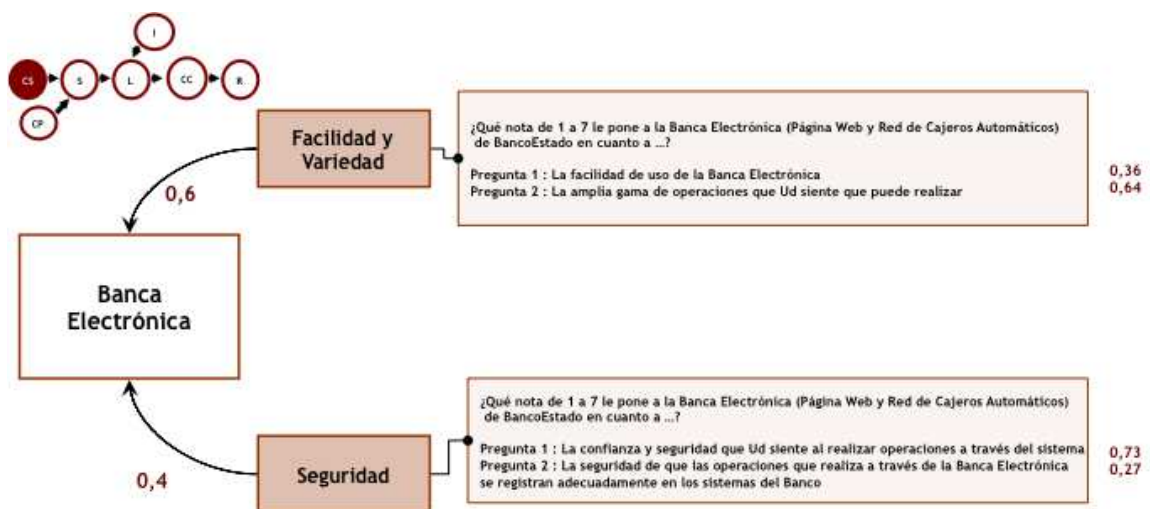 I
CS
S
L
CC
R
CP
Facilidad y
Variedad
¿Qué nota de 1 a 7 le pone a la Banca Electrónica (Página Web y Red de Cajeros Automáticos)
de BancoEstado en cuanto a ...?
Pregunta 1 : La facilidad de uso de la Banca Electrónica
Pregunta 2 : La amplia gama de operaciones que Ud siente que puede realizar
0,36
0,64
0,6
Banca
Electrónica
¿Qué nota de 1 a 7 le pone a la Banca Electrónica (Página Web y Red de Cajeros Automáticos)
de BancoEstado en cuanto a ...?
Pregunta 1 : La confianza y seguridad que Ud siente al realizar operaciones a través del sistema
Pregunta 2 : La seguridad de que las operaciones que realiza a través de la Banca Electrónica
se registran adecuadamente en los sistemas del Banco
0,73
0,27
Seguridad
0,4